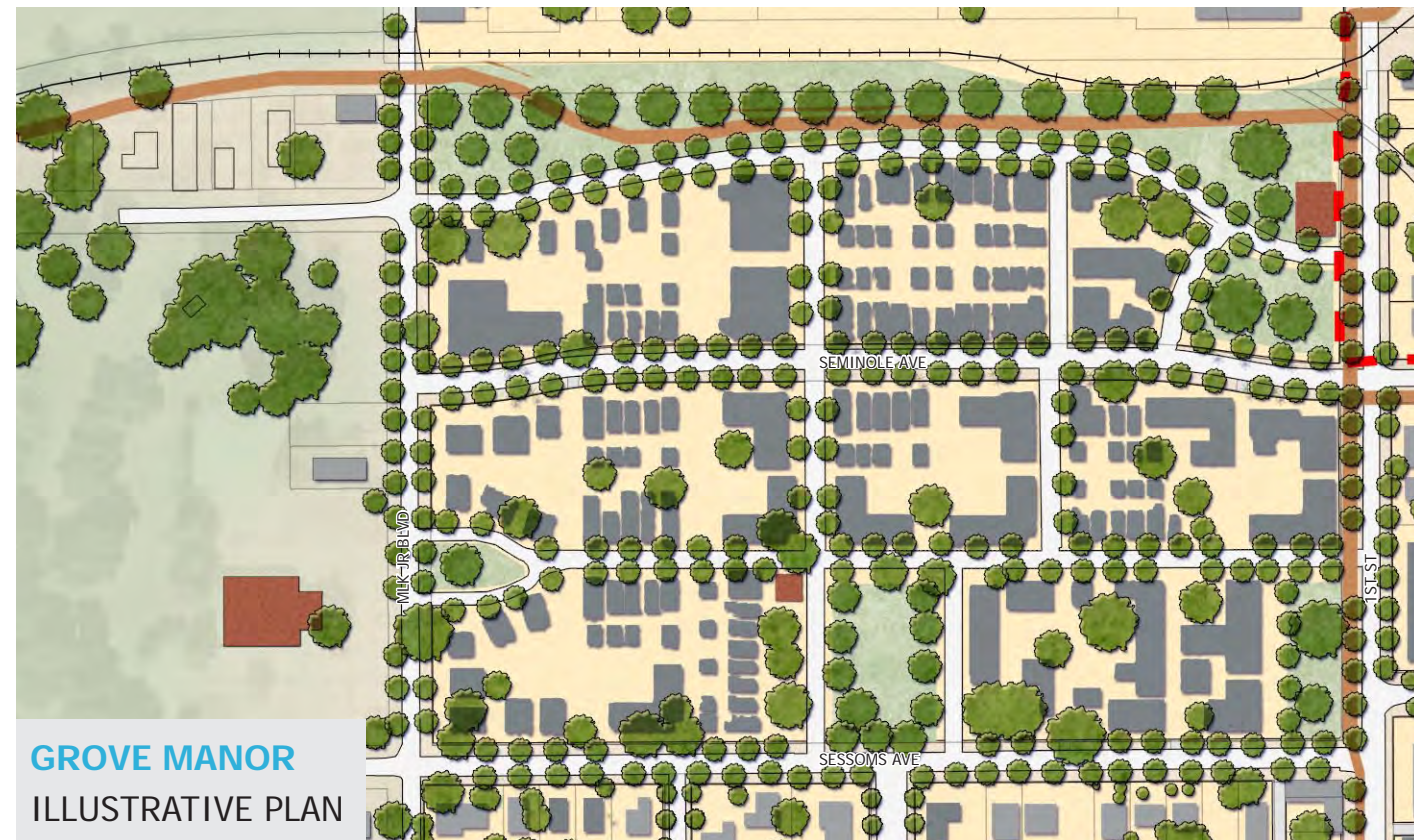 SEMINOLE AVE
MLK JR BLVD
1ST ST
SESSOMS AVE
GROVE MANOR
ILLUSTRATIVE PLAN